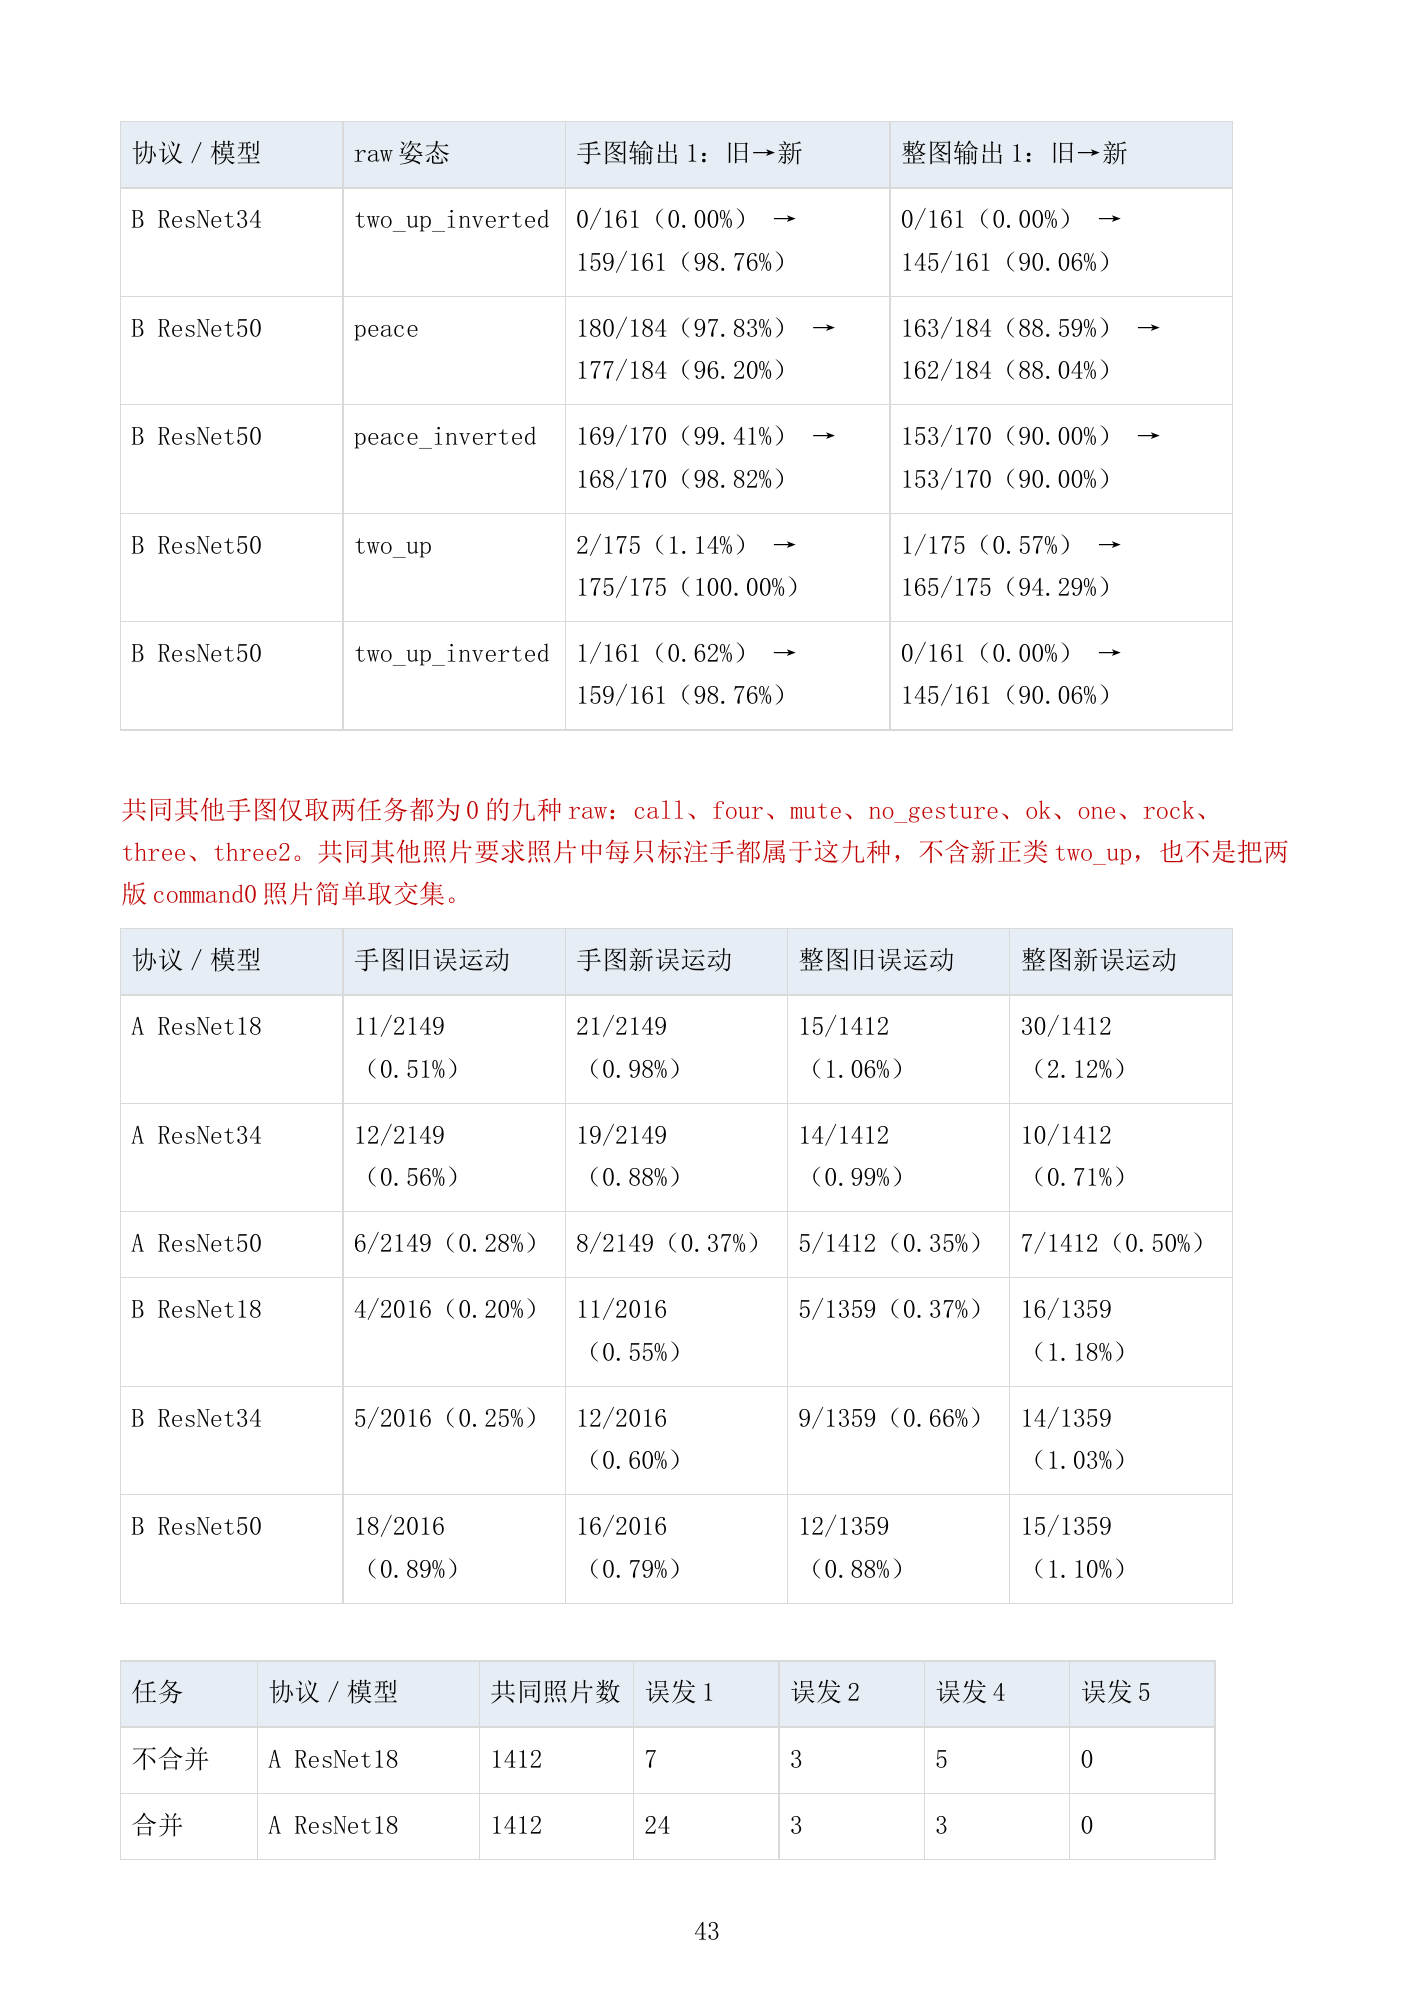 协议 / 模型 raw 姿态 手图输出 1：旧→新 整图输出 1：旧→新
B ResNet34 two_up_inverted 0/161（0.00%） → 0/161（0.00%） →
159/161（98.76%） 145/161（90.06%）
B ResNet50 peace 180/184（97.83%） → 163/184（88.59%） →
177/184（96.20%） 162/184（88.04%）
B ResNet50 peace_inverted 169/170（99.41%） → 153/170（90.00%） →
168/170（98.82%） 153/170（90.00%）
B ResNet50 two_up 2/175（1.14%） → 1/175（0.57%） →
175/175（100.00%） 165/175（94.29%）
B ResNet50 two_up_inverted 1/161（0.62%） → 0/161（0.00%） →
159/161（98.76%） 145/161（90.06%）
共同其他手图仅取两任务都为 0 的九种 raw：call、four、mute、no_gesture、ok、one、rock、
three、three2。共同其他照片要求照片中每只标注手都属于这九种，不含新正类 two_up，也不是把两
版 command0 照片简单取交集。
协议 / 模型 手图旧误运动 手图新误运动 整图旧误运动 整图新误运动
A ResNet18 11/2149 21/2149 15/1412 30/1412
（0.51%） （0.98%） （1.06%） （2.12%）
A ResNet34 12/2149 19/2149 14/1412 10/1412
（0.56%） （0.88%） （0.99%） （0.71%）
A ResNet50 6/2149（0.28%） 8/2149（0.37%） 5/1412（0.35%） 7/1412（0.50%）
B ResNet18 4/2016（0.20%） 11/2016 5/1359（0.37%） 16/1359
（0.55%） （1.18%）
B ResNet34 5/2016（0.25%） 12/2016 9/1359（0.66%） 14/1359
（0.60%） （1.03%）
B ResNet50 18/2016 16/2016 12/1359 15/1359
（0.89%） （0.79%） （0.88%） （1.10%）
任务 协议 / 模型 共同照片数 误发 1 误发 2 误发 4 误发 5
不合并 A ResNet18 1412 7 3 5 0
合并 A ResNet18 1412 24 3 3 0
43